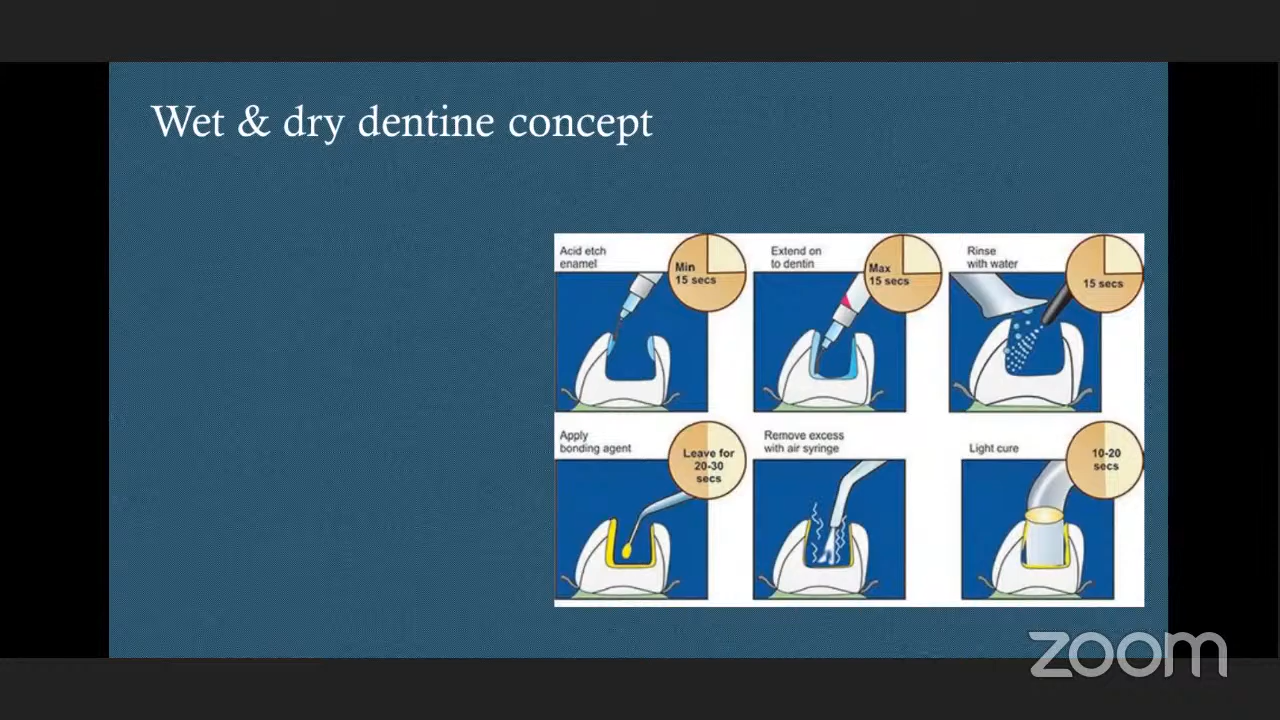 Wet & dry dentine concept
Acid etch
enamel
Min
15 secs
Extend on
to dentin
Max
15 secs
Rinse
with water
15 secs
Apply
bonding agent
Leave for
20-30
secs
Remove excess
with air syringe
Light cure
10-20
secs
zoom